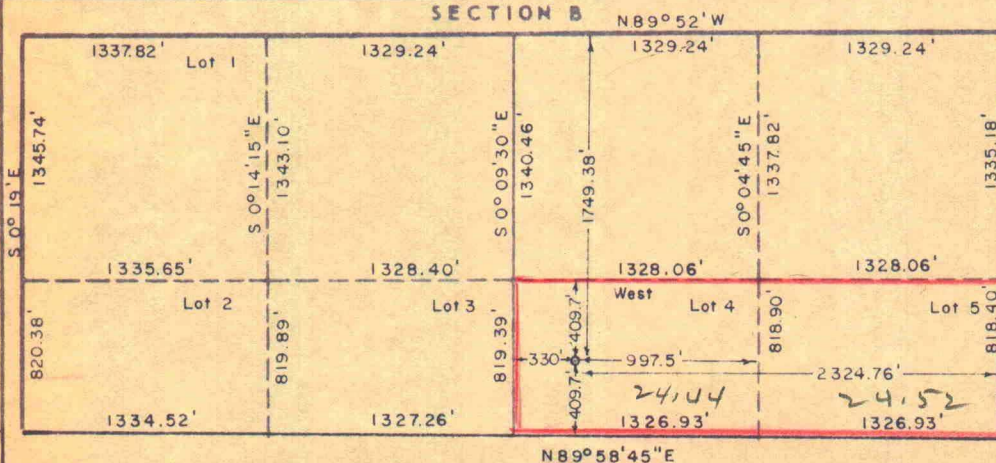 SECTION B
N89°52'W
1337.82'
1329.24'
1329.24'
1329.24'
Lot 1
S 0° 19' E
1345.74'
S 0°14'15" E
1343.10'
S 0°09'30" E
1340.46'
1749.38'
S 0°04'45" E
1337.82'
1335.18'
1335.65'
1328.40'
1328.06'
1328.06'
Lot 2
Lot 3
West
Lot 4
Lot 5
820.38'
819.89'
819.39'
409.7'
818.90'
818.40'
330'
997.5'
2324.76'
409.7'
24.44
24.52
1334.52'
1327.26'
1326.93'
1326.93'
N89°58'45"E